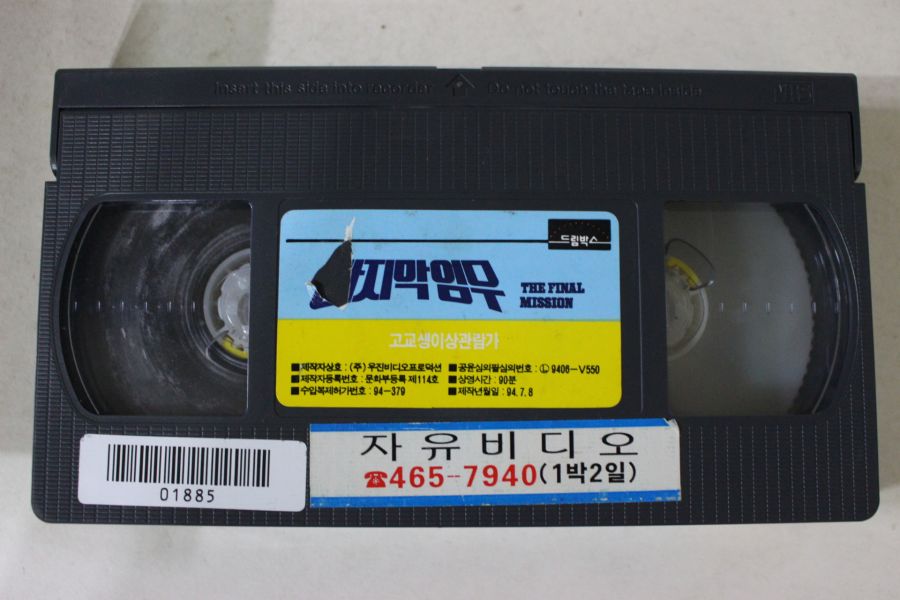 Insert this side into recorder Do not touch the tape inside VHS
드림박스
마지막임무 THE FINAL
MISSION
고교생이상관람가
■제작자상호 : (주) 우진비디오프로덕션 ■공윤심의필심의번호 : Ⓛ 9406-V550
■제작자등록번호 : 문화부등록 제114호 ■상영시간 : 90분
■수입복제허가번호 : 94-379 ■제작년월일 : 94.7.8
자유비디오
☎465-7940(1박2일)
01885